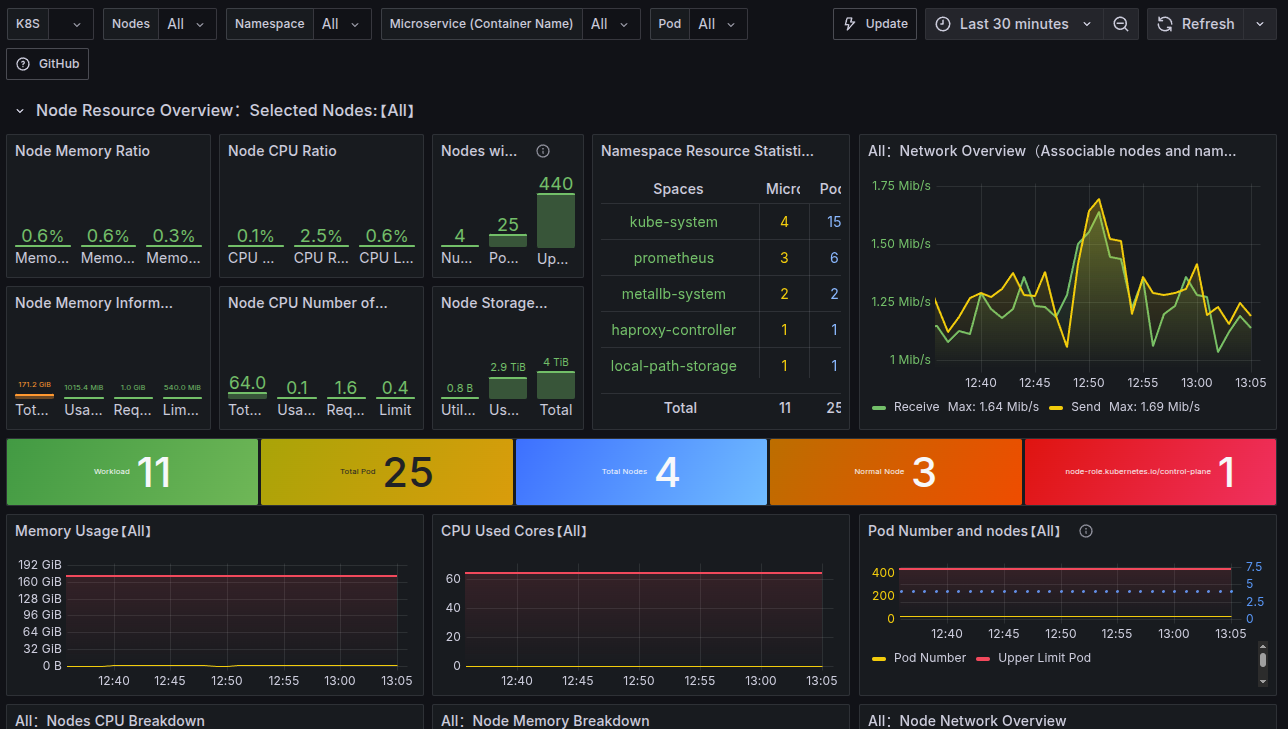 K8S
Nodes All
Namespace All
Microservice (Container Name) All
Pod All
Update
Last 30 minutes
Refresh
GitHub
Node Resource Overview：Selected Nodes:【All】
Node Memory Ratio
0.6% 0.6% 0.3%
Memo... Memo... Memo...
Node CPU Ratio
0.1% 2.5% 0.6%
CPU ... CPU R... CPU L...
Nodes wi...
4 25 440
Nu... Po... Up...
Namespace Resource Statisti...
Spaces Micro Pod
kube-system 4 15
prometheus 3 6
metallb-system 2 2
haproxy-controller 1 1
local-path-storage 1 1
Total 11 25
All：Network Overview（Associable nodes and nam...
1.75 Mib/s
1.50 Mib/s
1.25 Mib/s
1 Mib/s
12:40 12:45 12:50 12:55 13:00 13:05
Receive Max: 1.64 Mib/s Send Max: 1.69 Mib/s
Node Memory Inform...
171.2 GiB 1015.4 MiB 1.0 GiB 540.0 MiB
Tot... Usa... Req... Lim...
Node CPU Number of...
64.0 0.1 1.6 0.4
Tot... Usa... Req... Limit
Node Storage...
0.8 B 2.9 TiB 4 TiB
Util... Us... Total
Workload 11
Total Pod 25
Total Nodes 4
Normal Node 3
node-role.kubernetes.io/control-plane 1
Memory Usage【All】
192 GiB
160 GiB
128 GiB
96 GiB
64 GiB
32 GiB
0 B
12:40 12:45 12:50 12:55 13:00 13:05
CPU Used Cores【All】
60
40
20
0
12:40 12:45 12:50 12:55 13:00 13:05
Pod Number and nodes【All】
400 7.5
200 5
0 2.5
0
12:40 12:45 12:50 12:55 13:00 13:05
Pod Number Upper Limit Pod
All：Nodes CPU Breakdown
All：Node Memory Breakdown
All：Node Network Overview